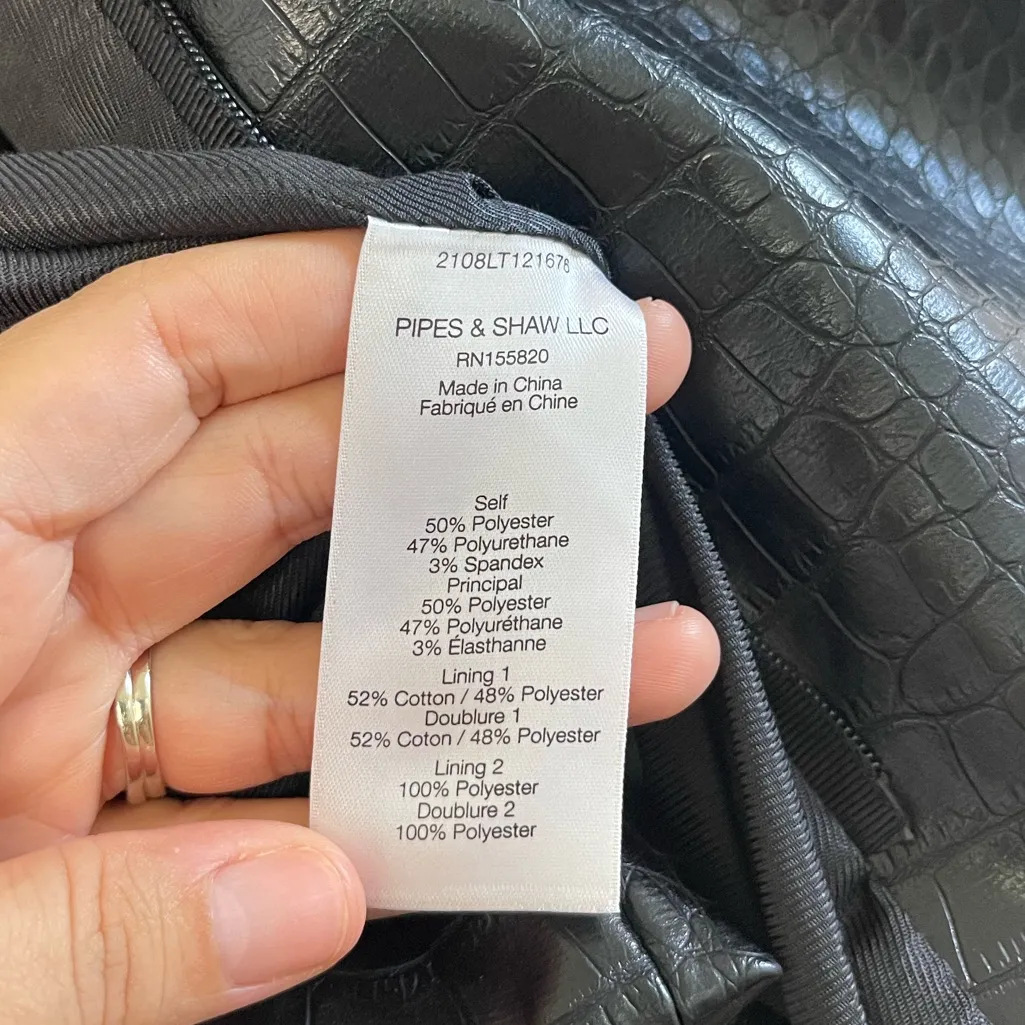 2108LT121678
PIPES & SHAW LLC
RN155820
Made in China
Fabriqué en Chine
Self
50% Polyester
47% Polyurethane
3% Spandex
Principal
50% Polyester
47% Polyuréthane
3% Élasthanne
Lining 1
52% Cotton / 48% Polyester
Doublure 1
52% Coton / 48% Polyester
Lining 2
100% Polyester
Doublure 2
100% Polyester